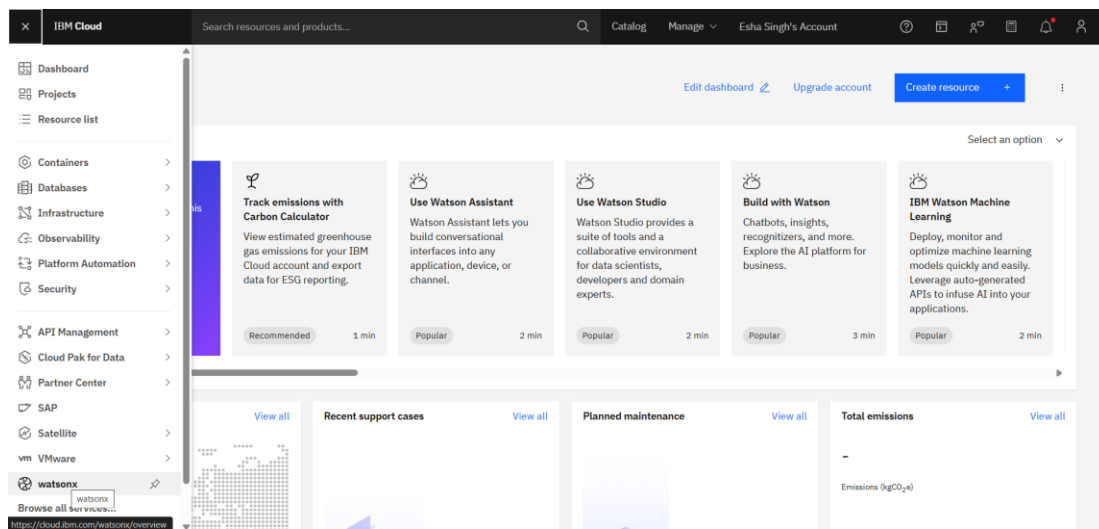 IBM Cloud
Search resources and products...
Catalog
Manage
Esha Singh's Account
Dashboard
Projects
Resource list
Containers
Databases
Infrastructure
Observability
Platform Automation
Security
API Management
Cloud Pak for Data
Partner Center
SAP
Satellite
vm VMware
watsonx
watsonx
Browse all services...
https://cloud.ibm.com/watsonx/overview
Edit dashboard
Upgrade account
Create resource +
Select an option
Track emissions with
Carbon Calculator
View estimated greenhouse
gas emissions for your IBM
Cloud account and export
data for ESG reporting.
Recommended
1 min
Use Watson Assistant
Watson Assistant lets you
build conversational
interfaces into any
application, device, or
channel.
Popular
2 min
Use Watson Studio
Watson Studio provides a
suite of tools and a
collaborative environment
for data scientists,
developers and domain
experts.
Popular
2 min
Build with Watson
Chatbots, insights,
recognizers, and more.
Explore the AI platform for
business.
Popular
3 min
IBM Watson Machine
Learning
Deploy, monitor and
optimize machine learning
models quickly and easily.
Leverage auto-generated
APIs to infuse AI into your
applications.
Popular
2 min
View all
Recent support cases
View all
Planned maintenance
View all
Total emissions
View all
-
Emissions (kgCO₂e)